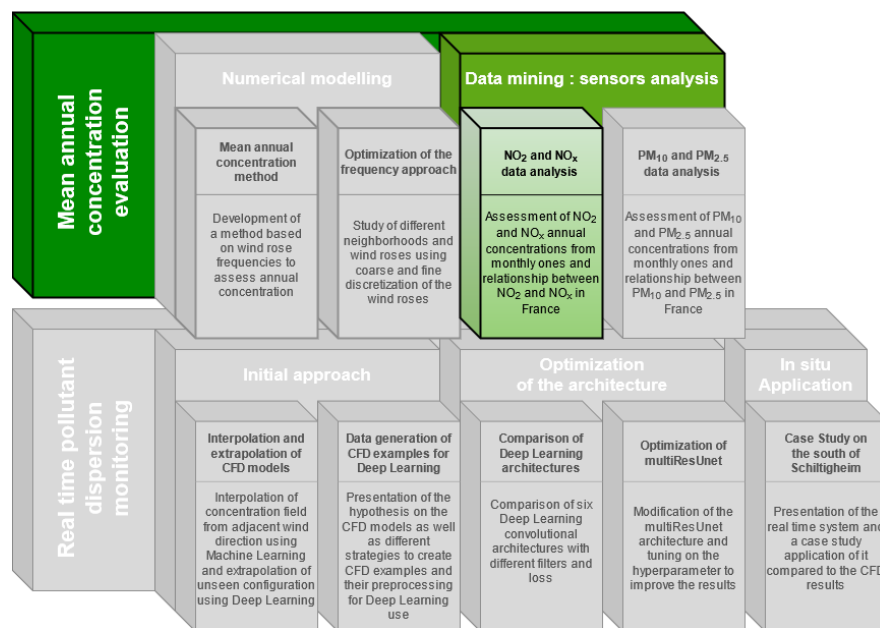 Mean annual
concentration
evaluation
Numerical modelling
Data mining : sensors analysis
Mean annual
concentration
method
Development of
a method based
on wind rose
frequencies to
assess annual
concentration
Optimization of the
frequency approach
Study of different
neighborhoods and
wind roses using
coarse and fine
discretization of the
wind roses
NO₂ and NOₓ
data analysis
Assessment of NO₂
and NOₓ annual
concentrations from
monthly ones and
relationship between
NO₂ and NOₓ in
France
PM₁₀ and PM₂.₅
data analysis
Assessment of PM₁₀
and PM₂.₅ annual
concentrations from
monthly ones and
relationship between
PM₁₀ and PM₂.₅ in
France
Real time pollutant
dispersion
monitoring
Initial approach
Optimization
of the architecture
In situ
Application
Interpolation and
extrapolation of
CFD models
Interpolation of
concentration field
from adjacent wind
direction using
Machine Learning and
extrapolation of
unseen configuration
using Deep Learning
Data generation of
CFD examples for
Deep Learning
Presentation of the
hypothesis on the
CFD models as well
as different
strategies to create
CFD examples and
their preprocessing
for Deep Learning
use
Comparison of
Deep Learning
architectures
Comparison of six
Deep Learning
convolutional
architectures with
different filters and
loss
Optimization of
multiResUnet
Modification of the
multiResUnet
architecture and
tuning on the
hyperparameter to
improve the results
Case Study on
the south of
Schiltigheim
Presentation of the
real time system and
a case study
application of it
compared to the CFD
results